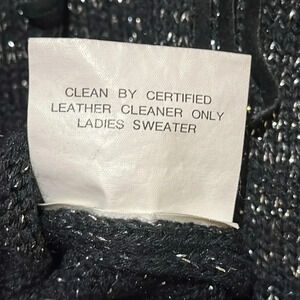 CLEAN BY CERTIFIED
LEATHER CLEANER ONLY
LADIES SWEATER